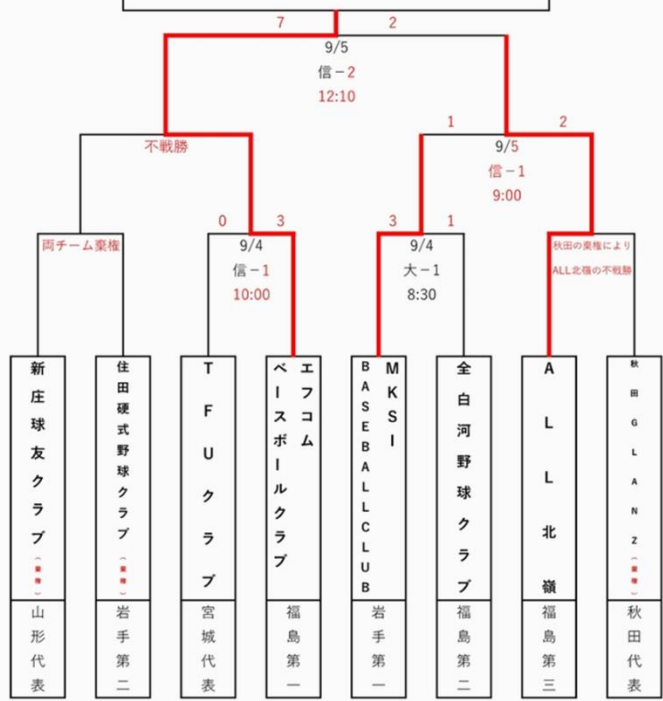 7 2
9/5
信－2
12:10
1 2
不戦勝
9/5
信－1
9:00
0 3
3 1
両チーム棄権
9/4
信－1
10:00
9/4
大－1
8:30
秋田の棄権により
ALL北嶺の不戦勝
新庄球友クラブ（棄権）
山形代表
住田硬式野球クラブ（棄権）
岩手第二
TFUクラブ
宮城代表
エフコム
ベースボールクラブ
福島第一
MKSI
BASEBALLCLUB
岩手第一
全白河野球クラブ
福島第二
ALL北嶺
福島第三
秋田GLANZ（棄権）
秋田代表